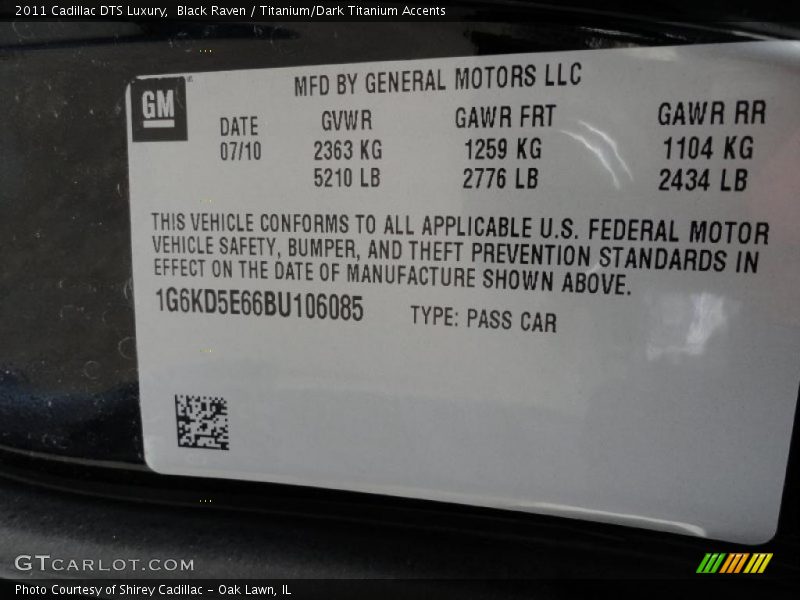 2011 Cadillac DTS Luxury, Black Raven / Titanium/Dark Titanium Accents
GM
MFD BY GENERAL MOTORS LLC
DATE GVWR GAWR FRT GAWR RR
07/10 2363 KG 1259 KG 1104 KG
5210 LB 2776 LB 2434 LB
THIS VEHICLE CONFORMS TO ALL APPLICABLE U.S. FEDERAL MOTOR
VEHICLE SAFETY, BUMPER, AND THEFT PREVENTION STANDARDS IN
EFFECT ON THE DATE OF MANUFACTURE SHOWN ABOVE.
1G6KD5E66BU106085 TYPE: PASS CAR
GTCARLOT.COM
Photo Courtesy of Shirey Cadillac - Oak Lawn, IL